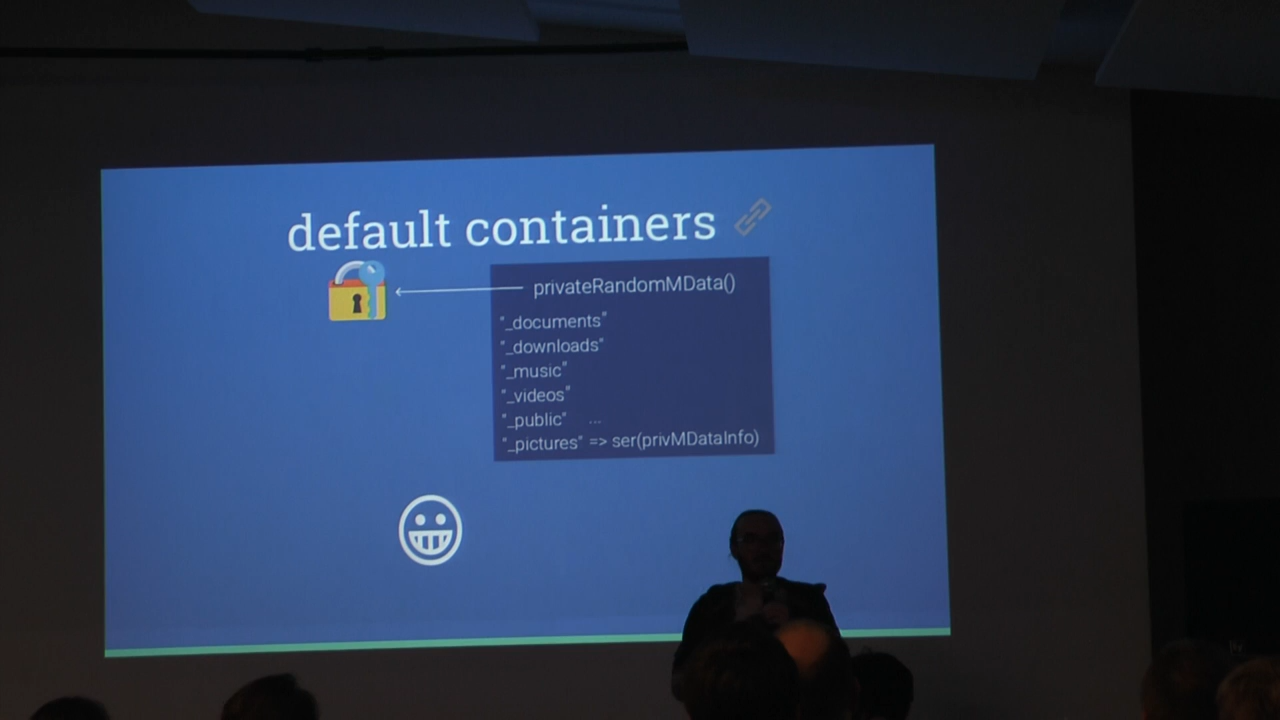 default containers
privateRandomMData()
"_documents"
"_downloads"
"_music"
"_videos"
"_public" ...
"_pictures" => ser(privMDataInfo)